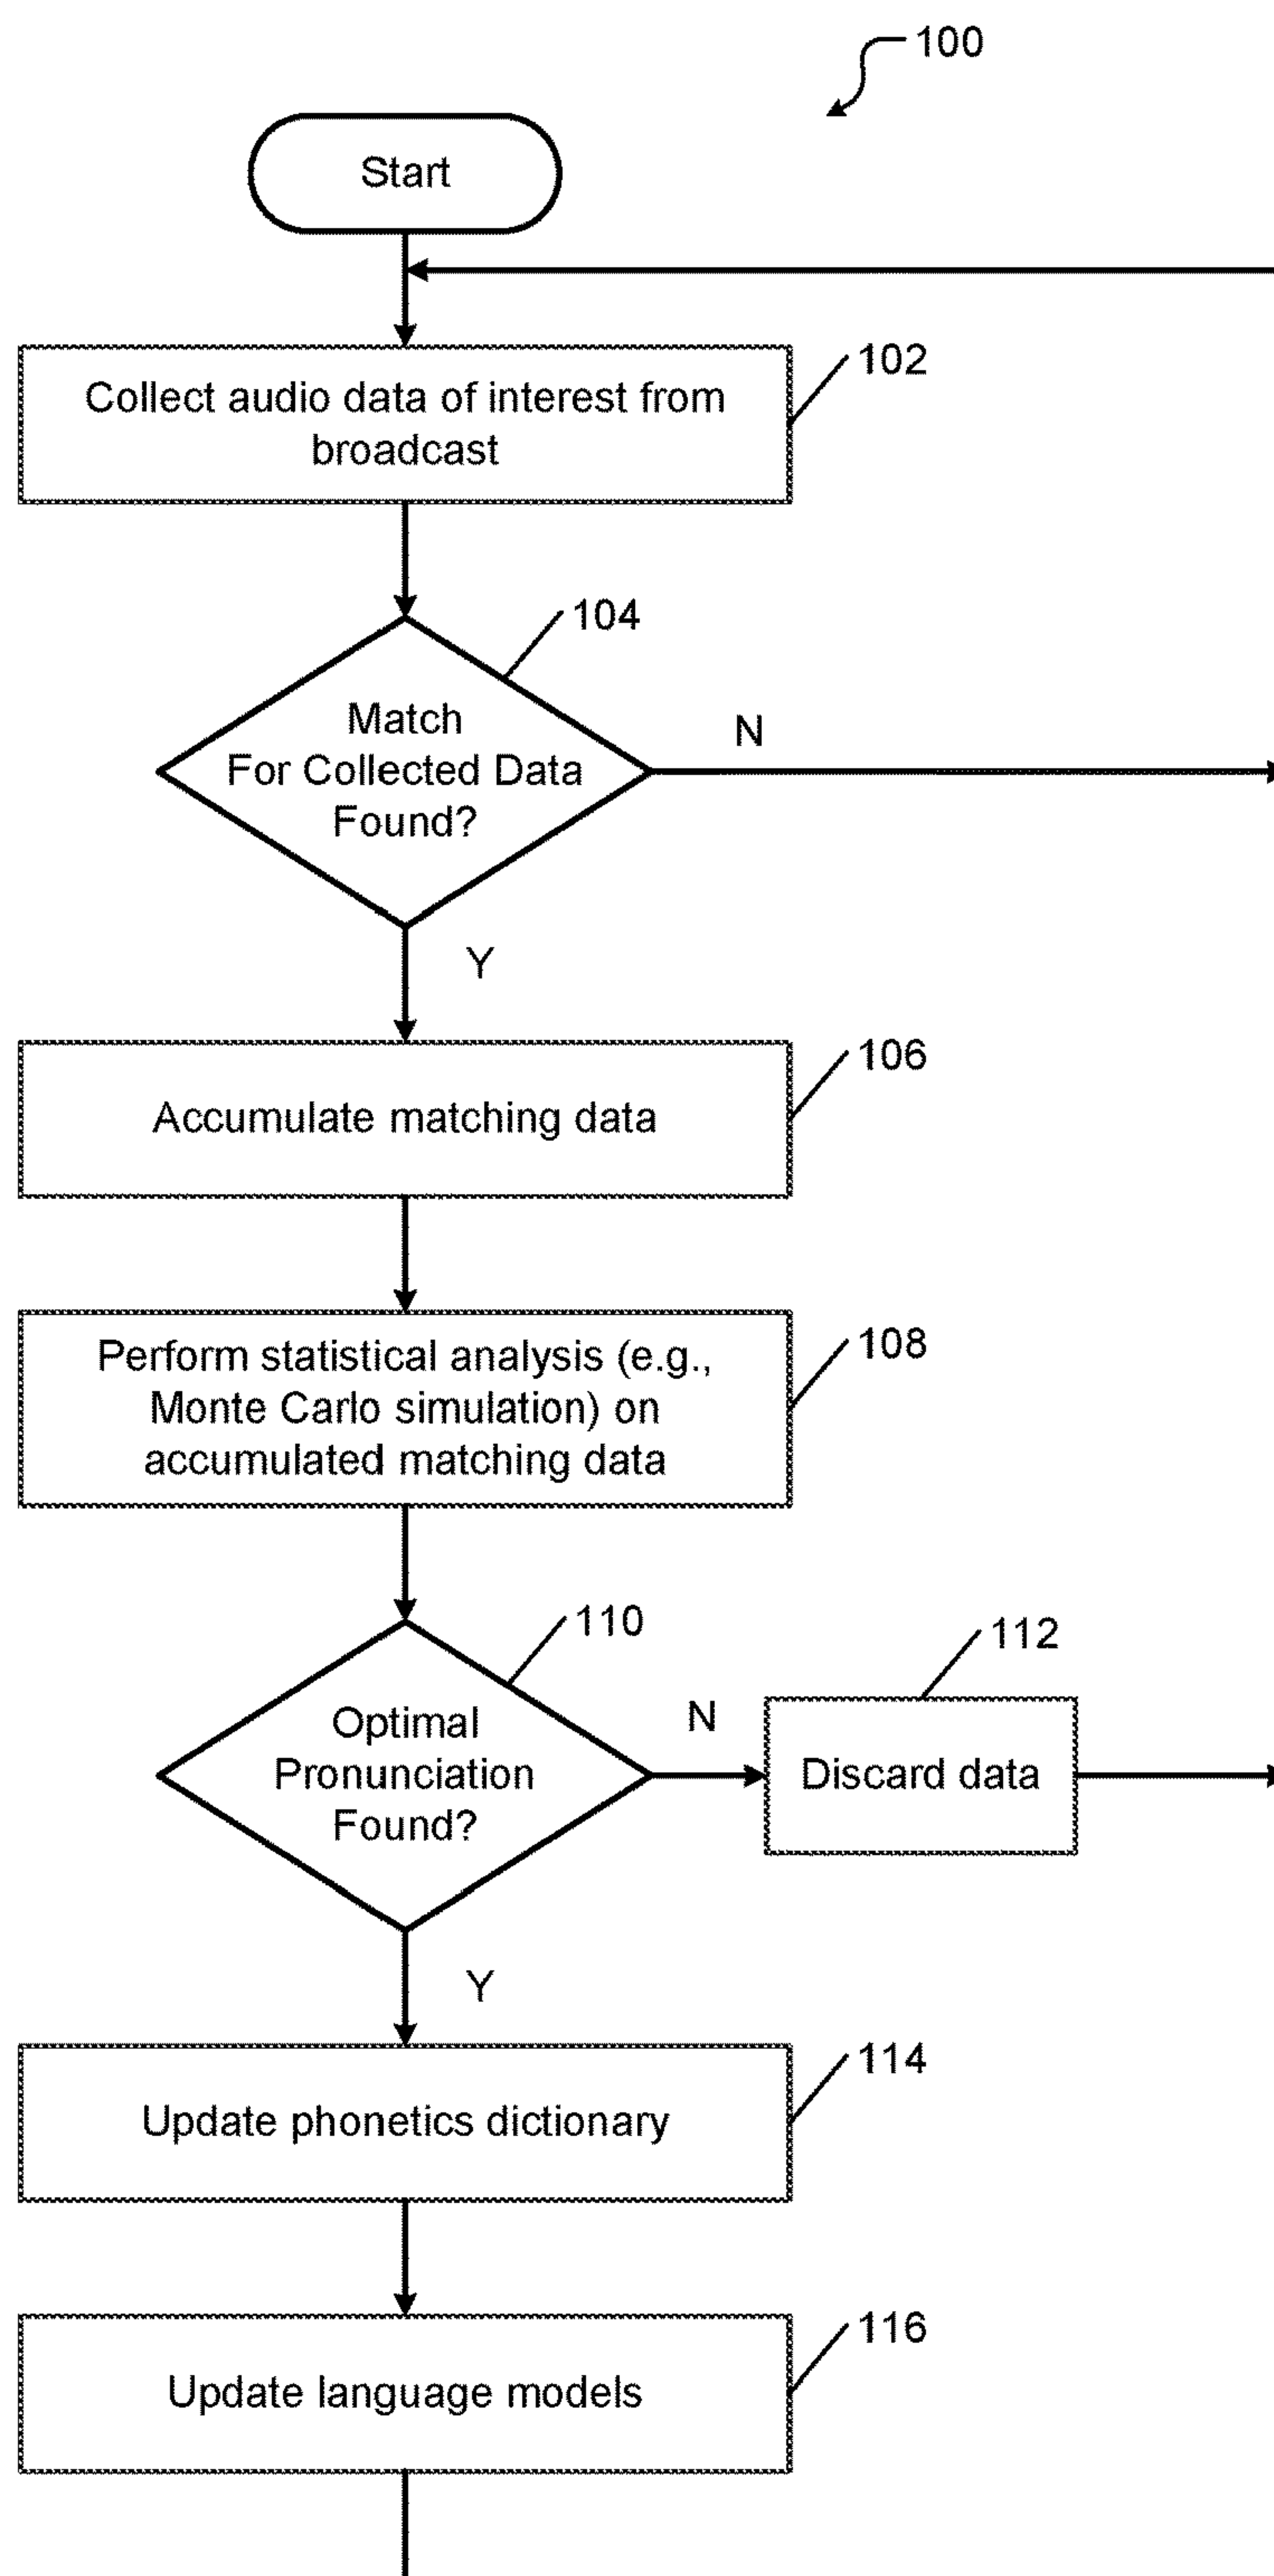 100
Start
Collect audio data of interest from
broadcast
102
104
Match
For Collected Data
Found?
N
Y
Accumulate matching data
106
Perform statistical analysis (e.g.,
Monte Carlo simulation) on
accumulated matching data
108
110
Optimal
Pronunciation
Found?
N
112
Discard data
Y
Update phonetics dictionary
114
Update language models
116